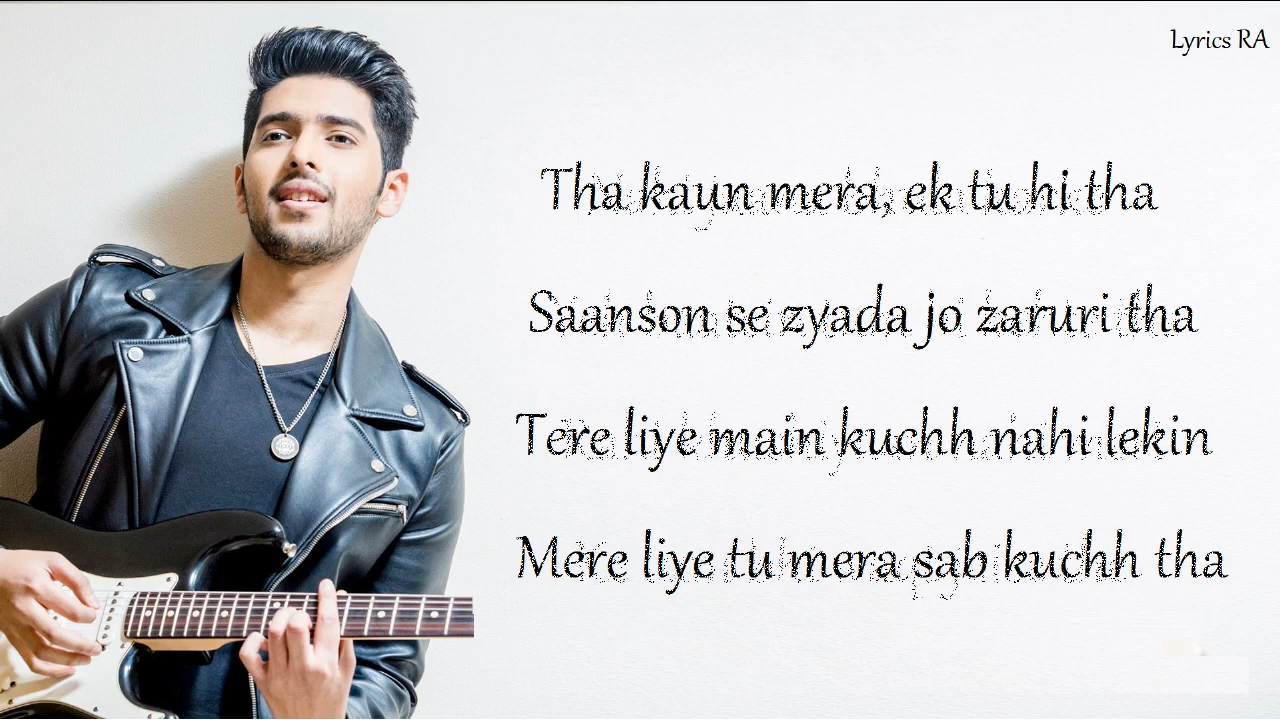 Lyrics RA
Tha kaun mera, ek tu hi tha
Saanson se zyada jo zaruri tha
Tere liye main kuchh nahi lekin
Mere liye tu mera sab kuchh tha